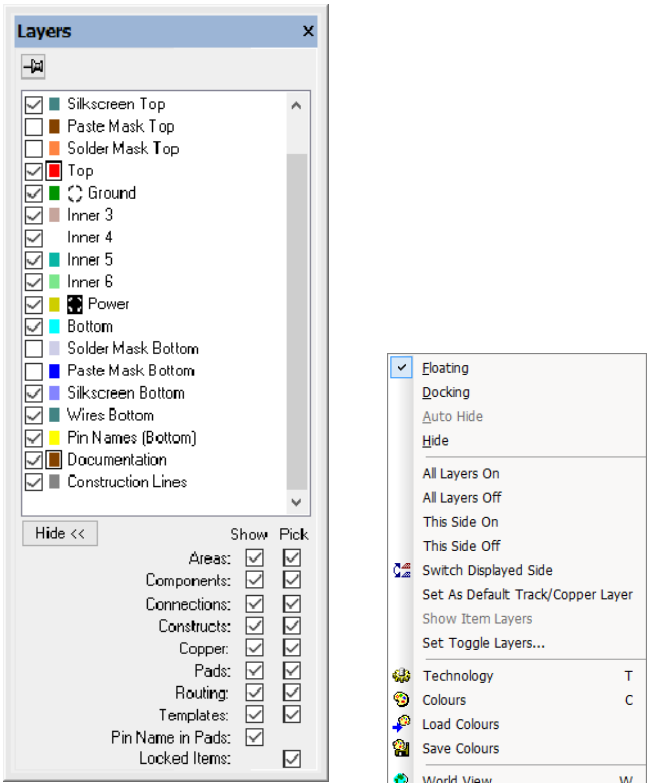 Layers
Silkscreen Top
Paste Mask Top
Solder Mask Top
Top
Ground
Inner 3
Inner 4
Inner 5
Inner 6
Power
Bottom
Solder Mask Bottom
Paste Mask Bottom
Silkscreen Bottom
Wires Bottom
Pin Names (Bottom)
Documentation
Construction Lines
Hide << Show Pick
Areas:
Components:
Connections:
Constructs:
Copper:
Pads:
Routing:
Templates:
Pin Name in Pads:
Locked Items:
Floating
Docking
Auto Hide
Hide
All Layers On
All Layers Off
This Side On
This Side Off
Switch Displayed Side
Set As Default Track/Copper Layer
Show Item Layers
Set Toggle Layers...
Technology T
Colours C
Load Colours
Save Colours
World View W